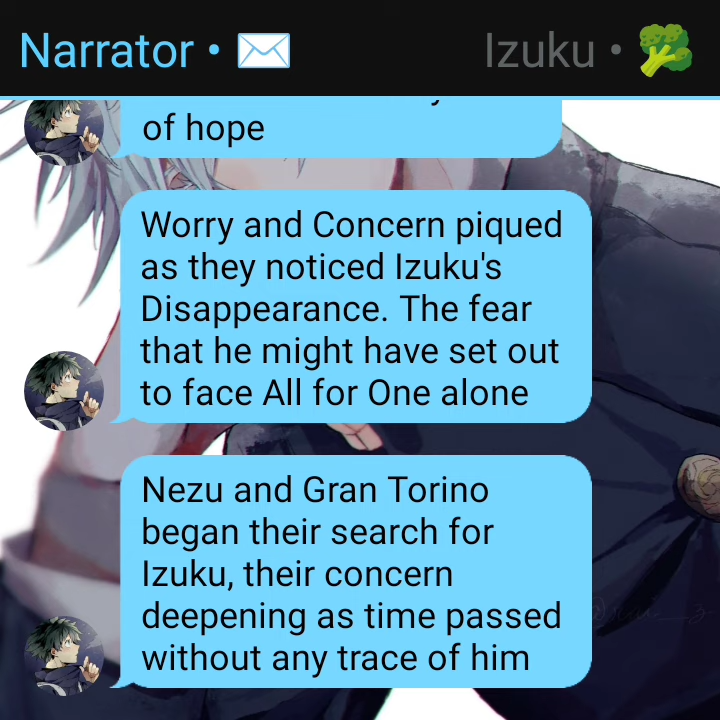 Narrator •
Izuku •
of hope
Worry and Concern piqued
as they noticed Izuku's
Disappearance. The fear
that he might have set out
to face All for One alone
Nezu and Gran Torino
began their search for
Izuku, their concern
deepening as time passed
without any trace of him